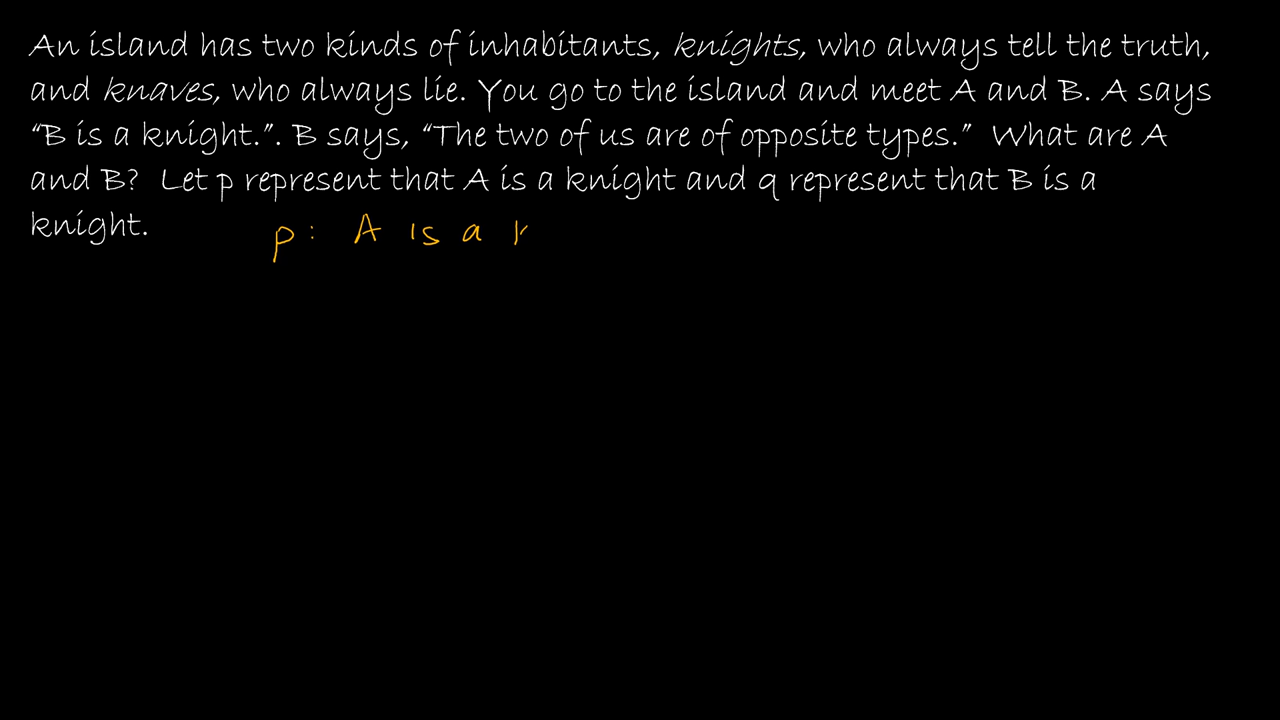 An island has two kinds of inhabitants, knights, who always tell the truth,
and knaves, who always lie. You go to the island and meet A and B. A says
“B is a knight.”. B says, “The two of us are of opposite types.” What are A
and B? Let p represent that A is a knight and q represent that B is a
knight.
p: A is a